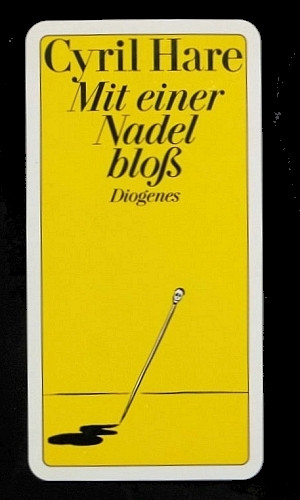 Cyril Hare
Mit einer
Nadel
bloß
Diogenes